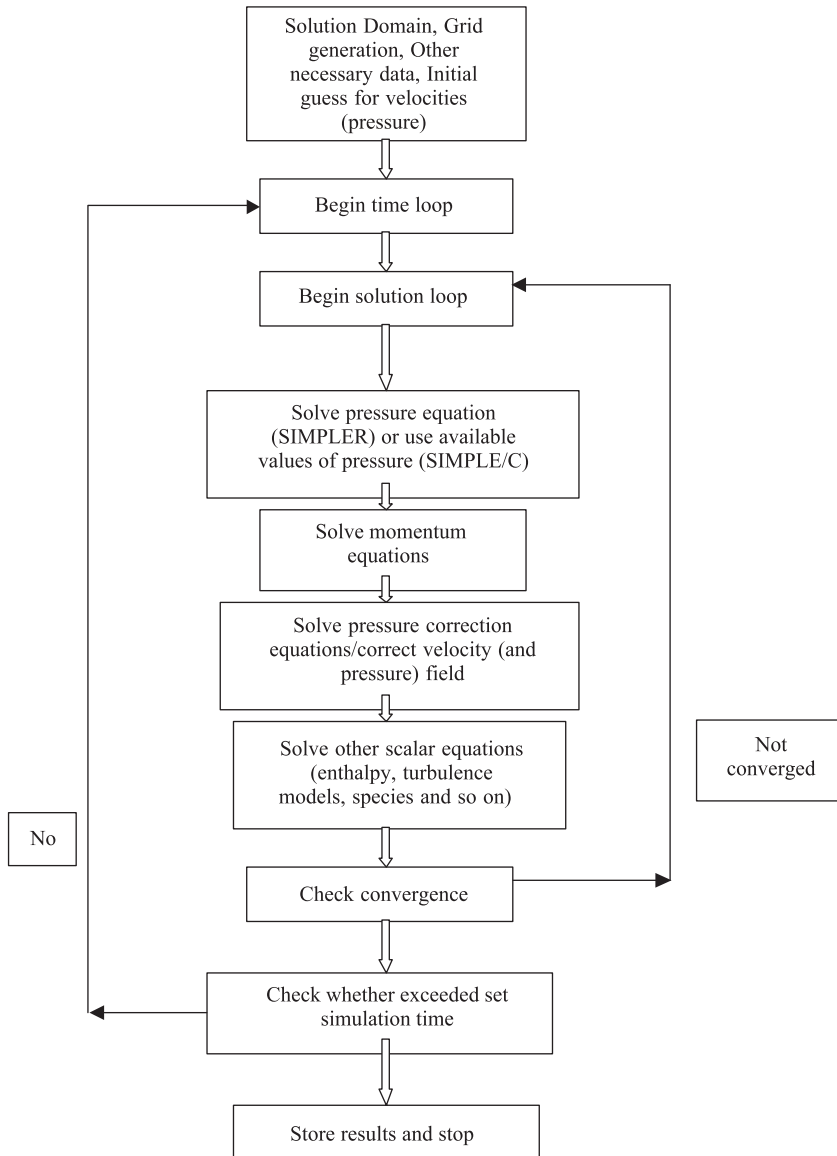 Solution Domain, Grid
generation, Other
necessary data, Initial
guess for velocities
(pressure)
Begin time loop
Begin solution loop
Solve pressure equation
(SIMPLER) or use available
values of pressure (SIMPLE/C)
Solve momentum
equations
Solve pressure correction
equations/correct velocity (and
pressure) field
Solve other scalar equations
(enthalpy, turbulence
models, species and so on)
Not
converged
No
Check convergence
Check whether exceeded set
simulation time
Store results and stop